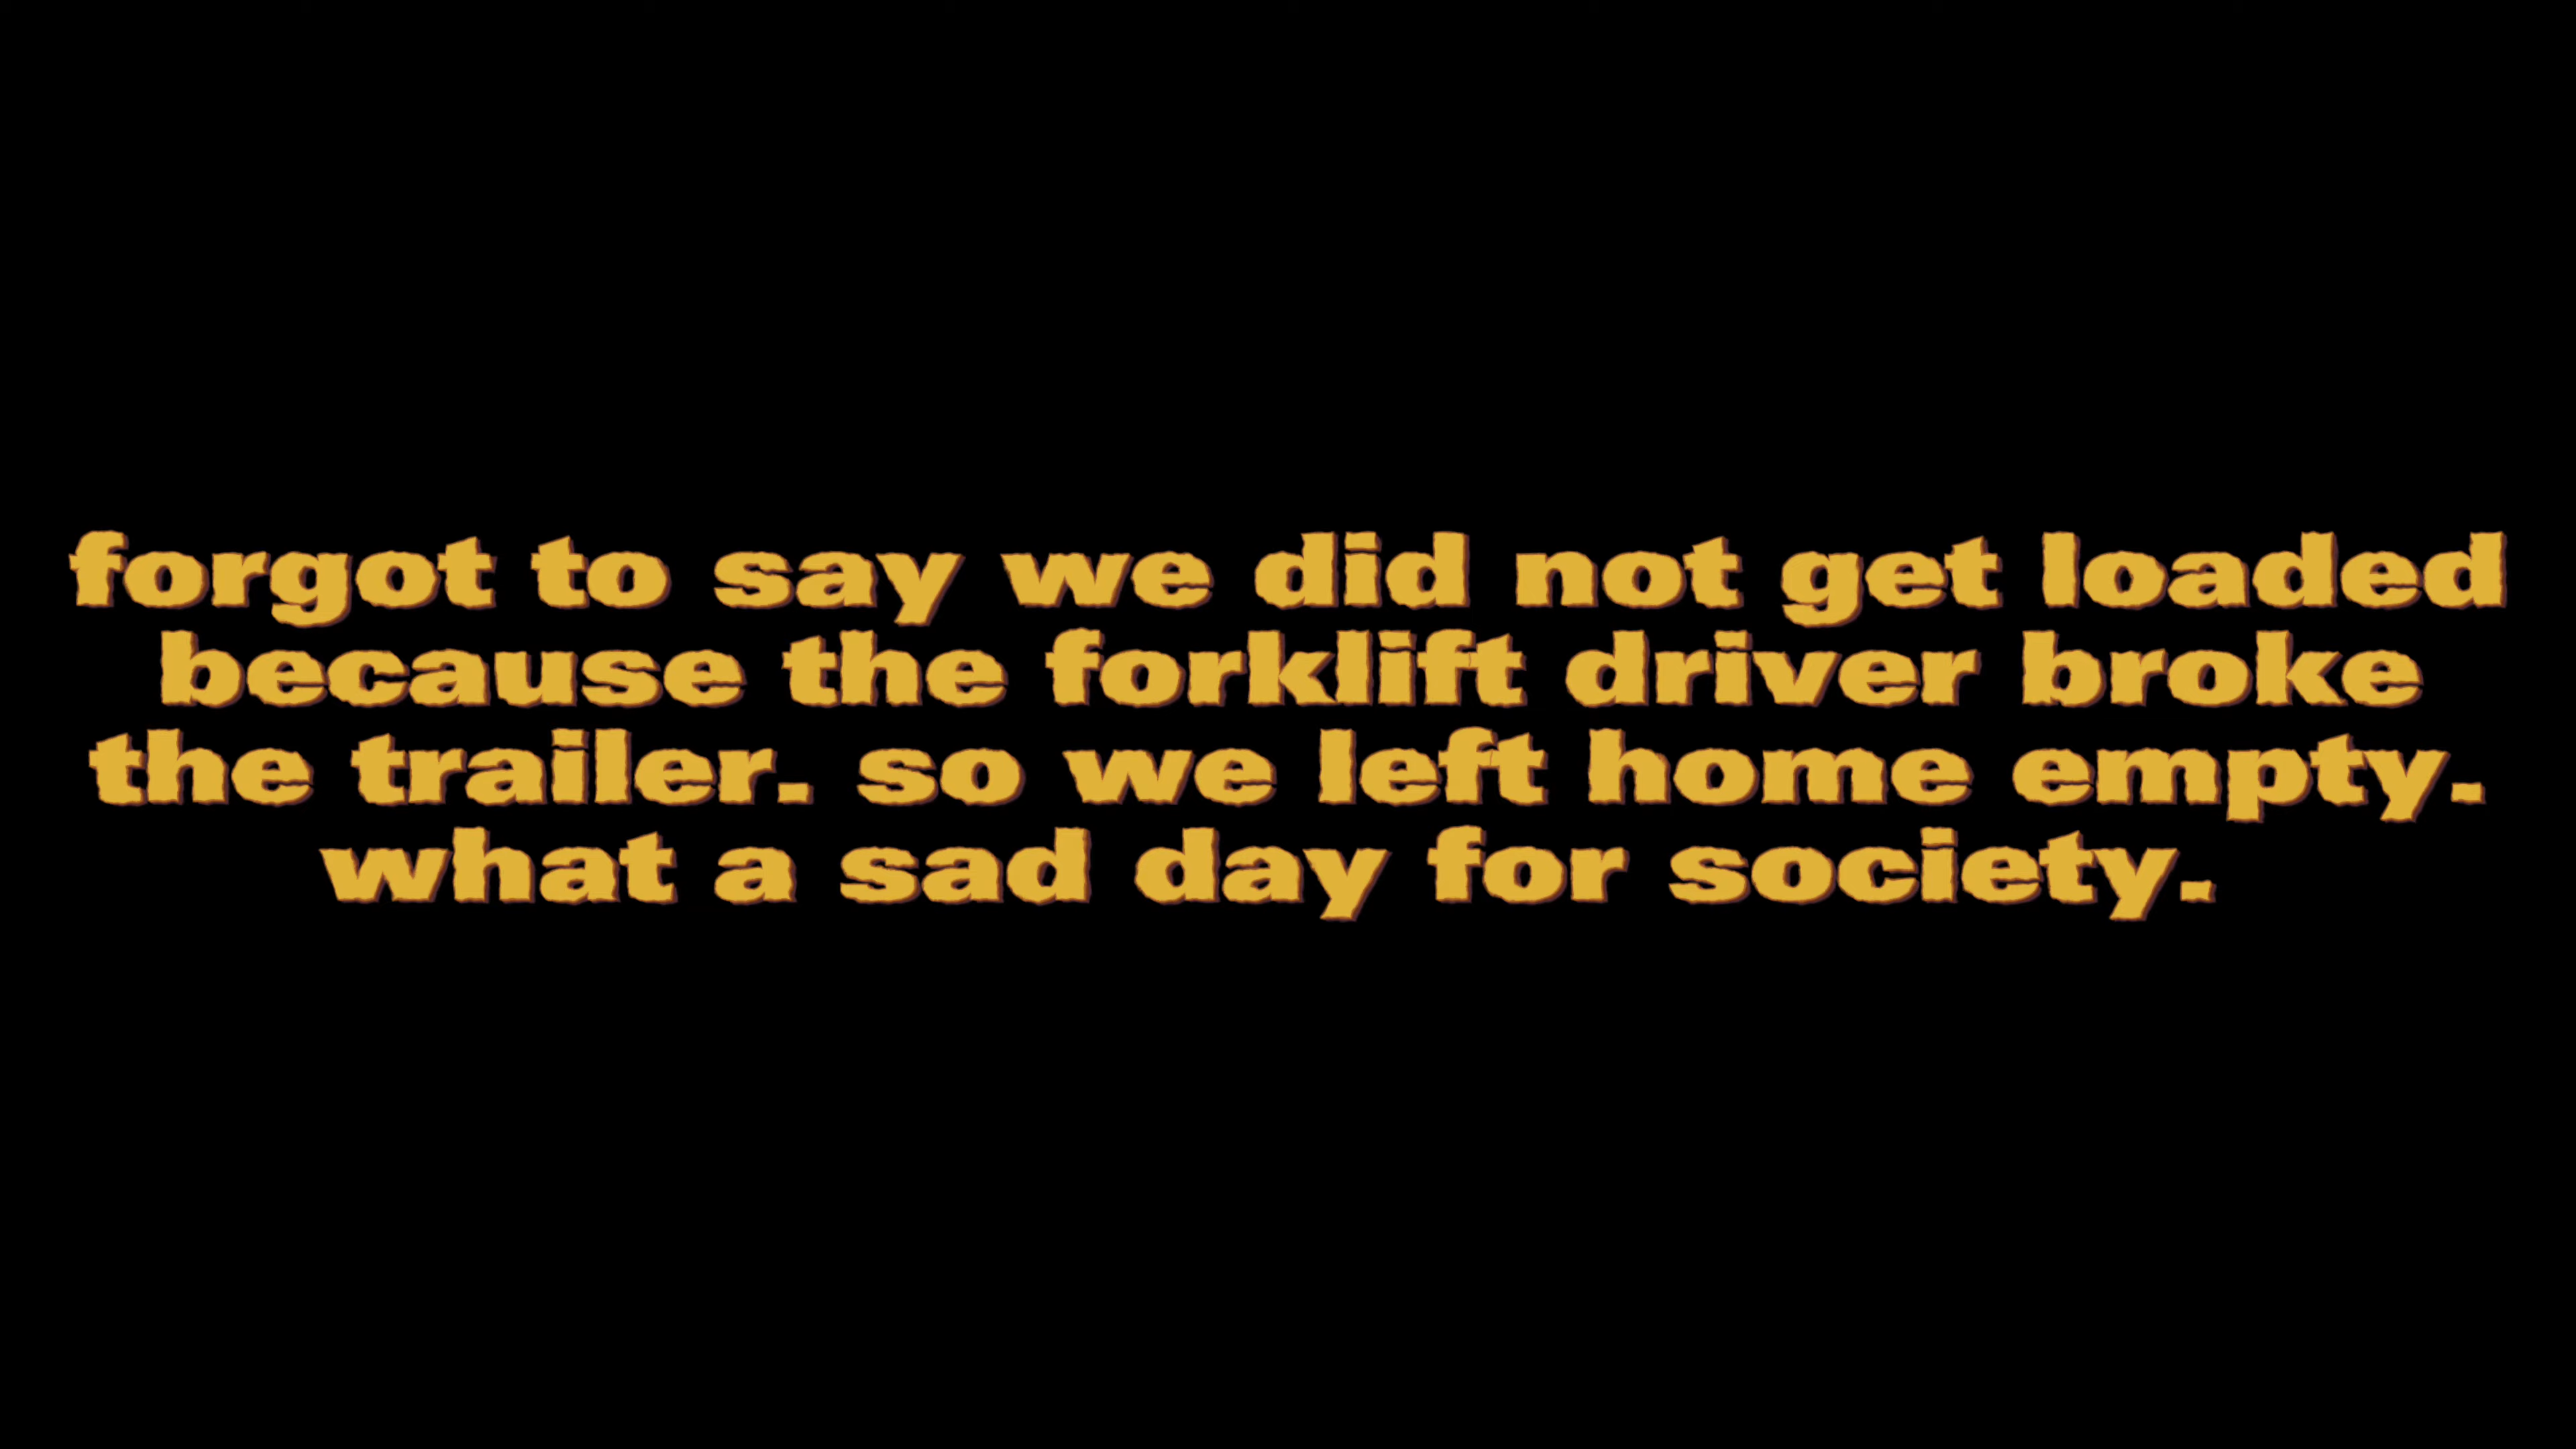 forgot to say we did not get loaded
because the forklift driver broke
the trailer. so we left home empty.
what a sad day for society.